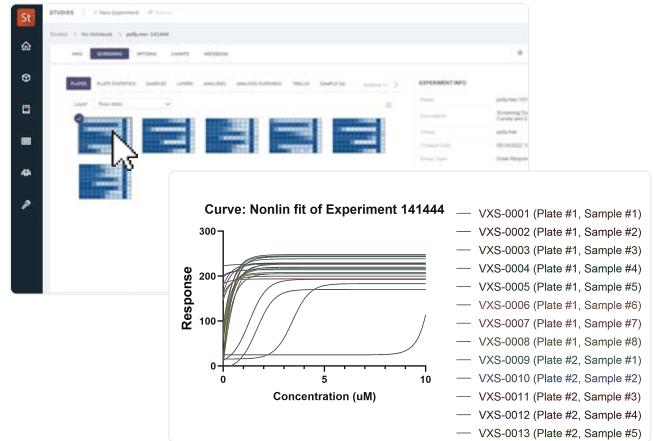 St
STUDIES
+ New Experiment
Studies > No Notebook > pollymer-141444
INFO
SCREENING
OPTIONS
CHARTS
NOTEBOOK
PLATES
PLATE STATISTICS
SAMPLES
LAYERS
ANALYSES
ANALYSIS OVERVIEW
TRELLIS
SAMPLE QA
Actions
EXPERIMENT INFO
Layer
Raw data
Name
Description
Curve: Nonlin fit of Experiment 141444
300
200
100
0
Response
0
5
10
Concentration (uM)
VXS-0001 (Plate #1, Sample #1)
VXS-0002 (Plate #1, Sample #2)
VXS-0003 (Plate #1, Sample #3)
VXS-0004 (Plate #1, Sample #4)
VXS-0005 (Plate #1, Sample #5)
VXS-0006 (Plate #1, Sample #6)
VXS-0007 (Plate #1, Sample #7)
VXS-0008 (Plate #1, Sample #8)
VXS-0009 (Plate #2, Sample #1)
VXS-0010 (Plate #2, Sample #2)
VXS-0011 (Plate #2, Sample #3)
VXS-0012 (Plate #2, Sample #4)
VXS-0013 (Plate #2, Sample #5)